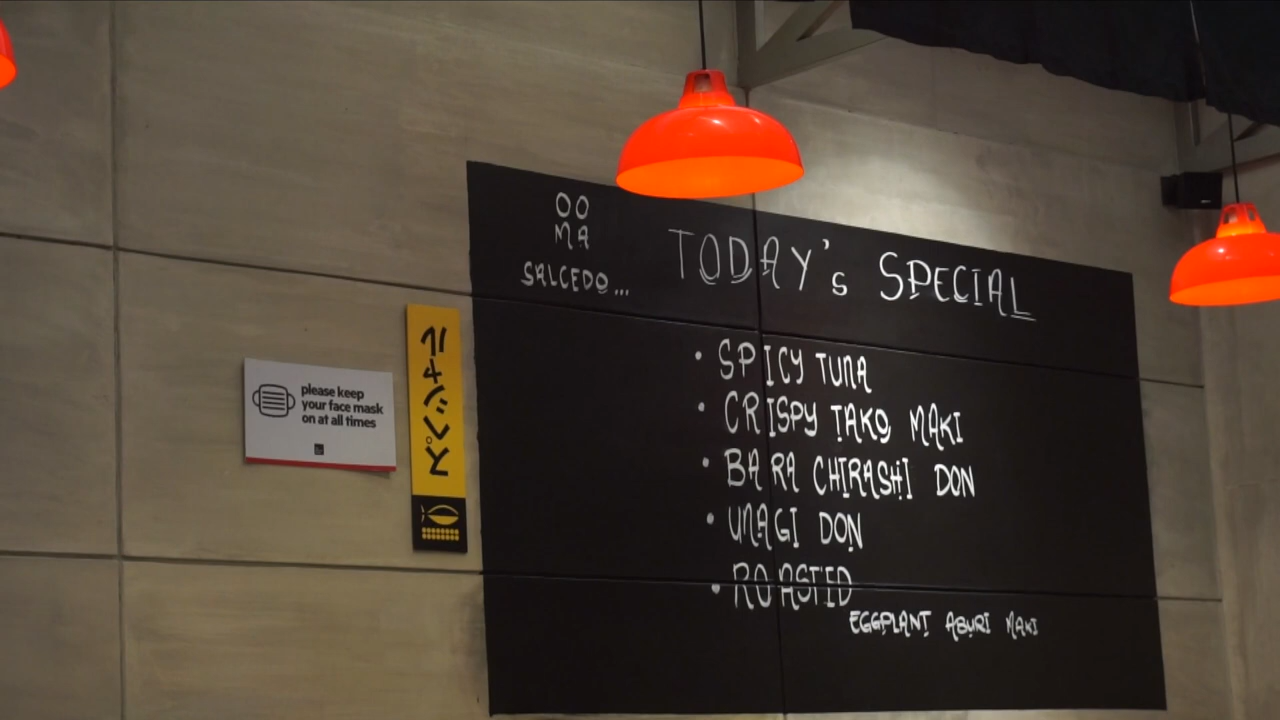 OO
MA
SALCEDO...
TODAY's SPECIAL
• SPICY TUNA
• CRISPY TAKO MAKI
• BARA CHIRASHI DON
• UNAGI DON
• ROASTED
EGGPLANT ABURI MAKI
please keep
your face mask
on at all times